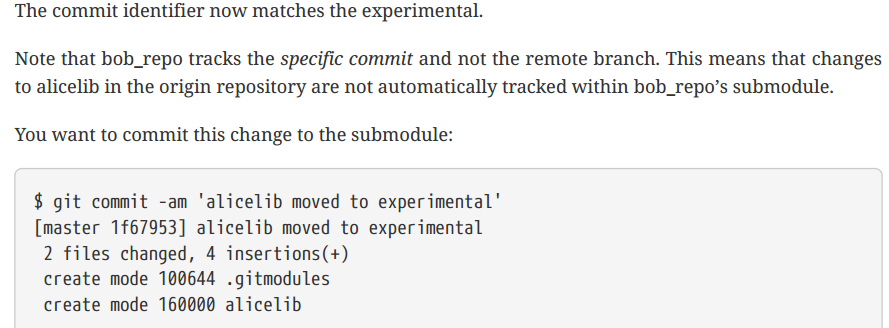 The commit identifier now matches the experimental.
Note that bob_repo tracks the specific commit and not the remote branch. This means that changes
to alicelib in the origin repository are not automatically tracked within bob_repo’s submodule.
You want to commit this change to the submodule:
$ git commit -am 'alicelib moved to experimental'
[master 1f67953] alicelib moved to experimental
 2 files changed, 4 insertions(+)
 create mode 100644 .gitmodules
 create mode 160000 alicelib